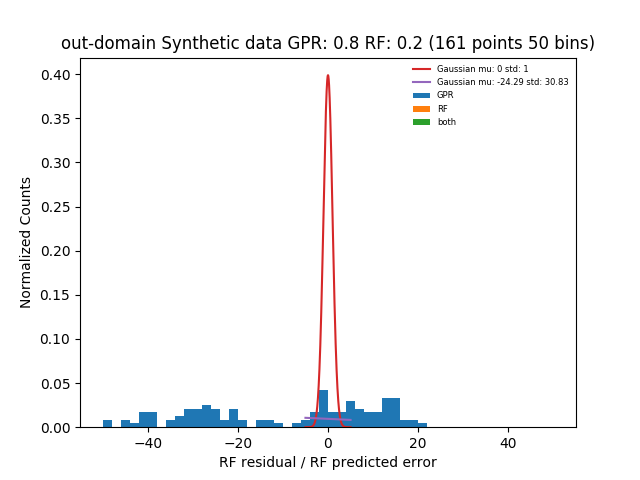 out-domain Synthetic data GPR: 0.8 RF: 0.2 (161 points 50 bins)
Gaussian mu: 0 std: 1
Gaussian mu: -24.29 std: 30.83
GPR
RF
both
Normalized Counts
0.40
0.35
0.30
0.25
0.20
0.15
0.10
0.05
0.00
−40
−20
0
20
40
RF residual / RF predicted error